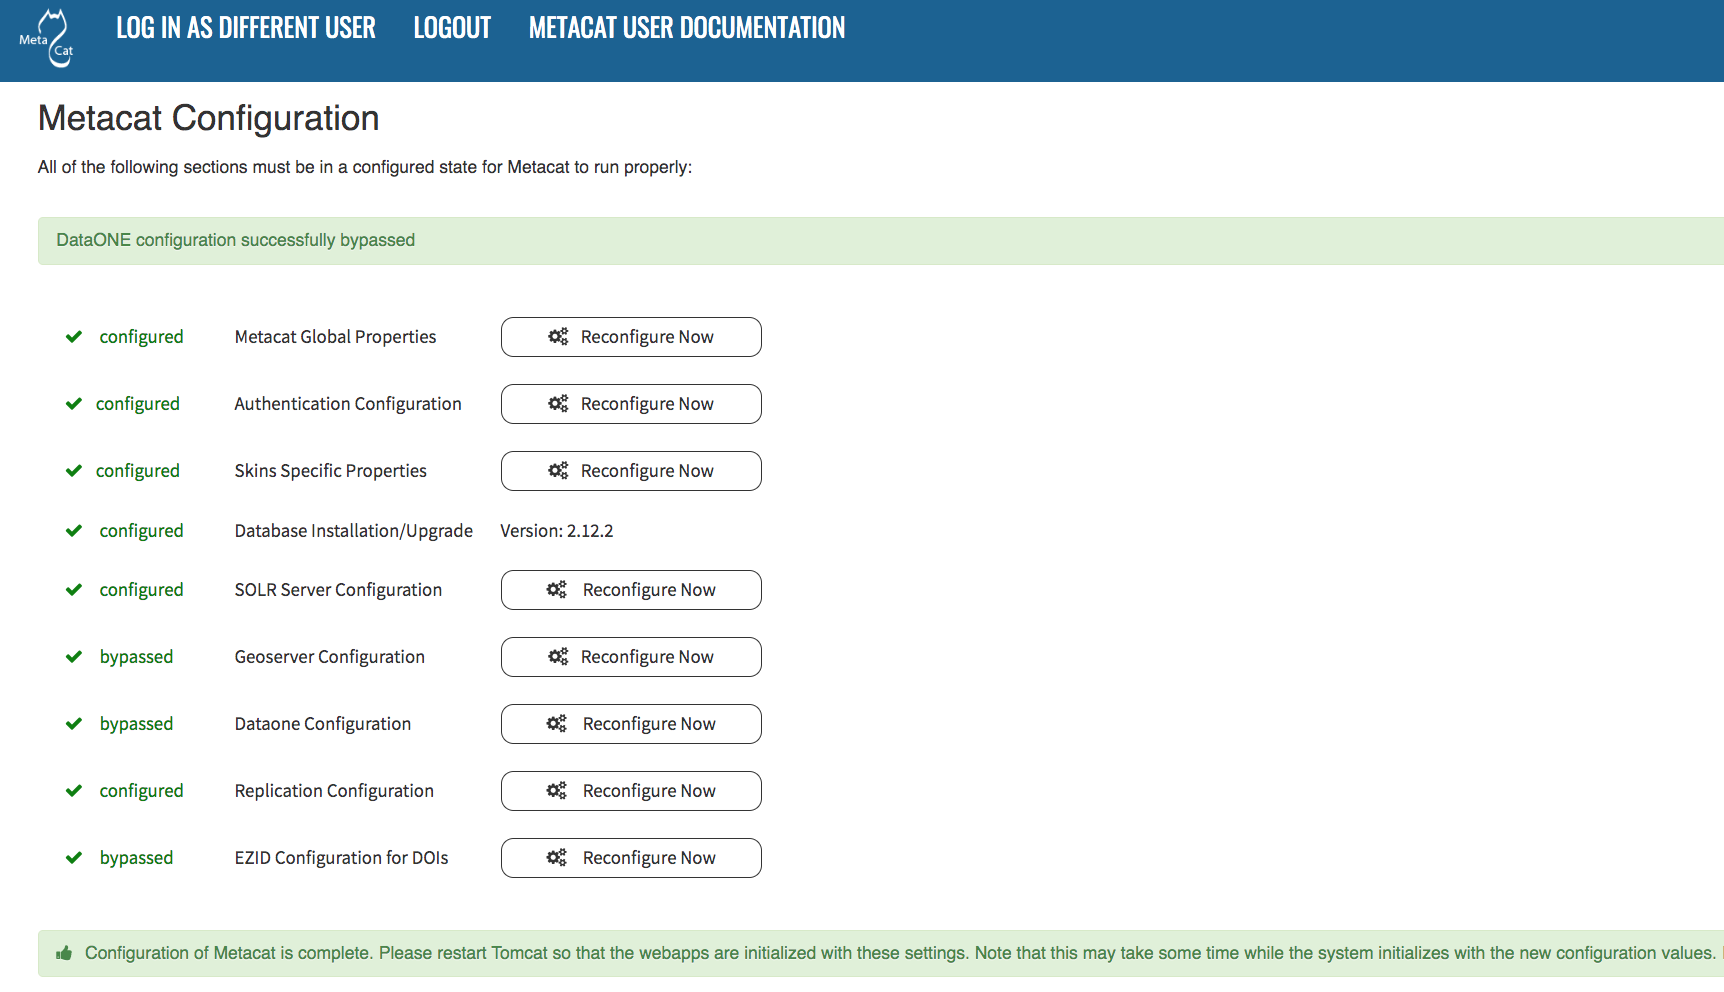 Meta Cat
LOG IN AS DIFFERENT USER LOGOUT METACAT USER DOCUMENTATION
Metacat Configuration
All of the following sections must be in a configured state for Metacat to run properly:
DataONE configuration successfully bypassed
configured Metacat Global Properties Reconfigure Now
configured Authentication Configuration Reconfigure Now
configured Skins Specific Properties Reconfigure Now
configured Database Installation/Upgrade Version: 2.12.2
configured SOLR Server Configuration Reconfigure Now
bypassed Geoserver Configuration Reconfigure Now
bypassed Dataone Configuration Reconfigure Now
configured Replication Configuration Reconfigure Now
bypassed EZID Configuration for DOIs Reconfigure Now
Configuration of Metacat is complete. Please restart Tomcat so that the webapps are initialized with these settings. Note that this may take some time while the system initializes with the new configuration values.